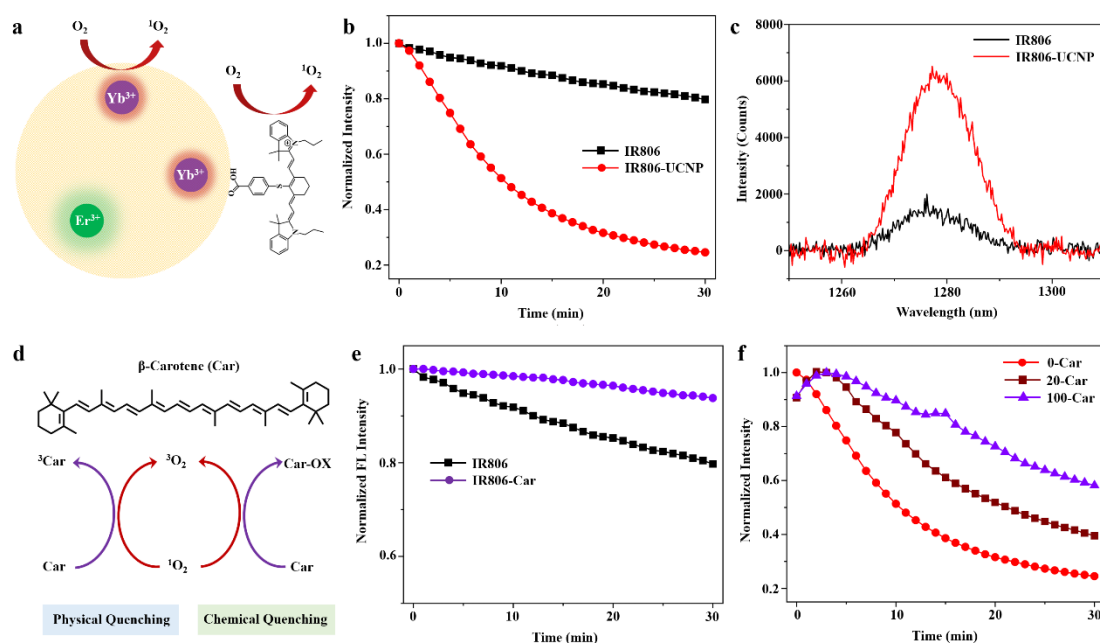 a
O₂
¹O₂
Yb³⁺
O₂
¹O₂
Yb³⁺
Er³⁺
OH
O
N
S
N
b
Normalized Intensity
1.0
0.8
0.6
0.4
0.2
IR806
IR806-UCNP
0
10
20
30
Time (min)
c
Intensity (Counts)
8000
6000
4000
2000
0
IR806
IR806-UCNP
1260
1280
1300
Wavelength (nm)
d
β-Carotene (Car)
³Car
³O₂
Car-OX
Car
¹O₂
Car
Physical Quenching
Chemical Quenching
e
Normalized FL Intensity
1.0
0.8
0.6
IR806
IR806-Car
0
10
20
30
Time (min)
f
Normalized Intensity
1.0
0.8
0.6
0.4
0.2
0-Car
20-Car
100-Car
0
10
20
30
Time (min)